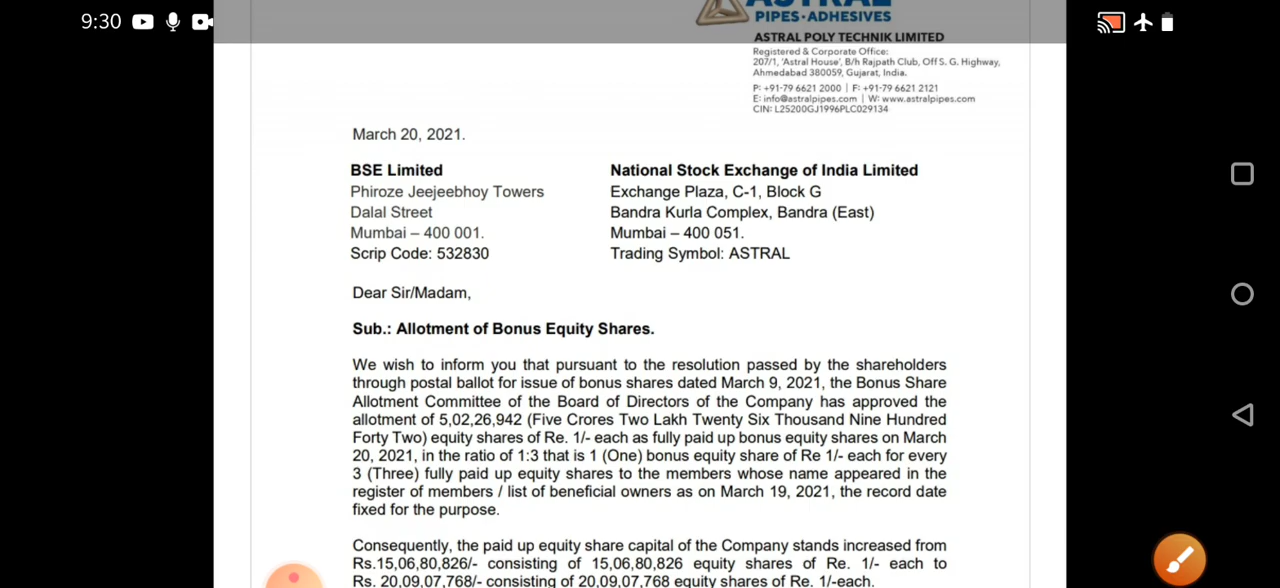 9:30
ASTRAL
PIPES•ADHESIVES
ASTRAL POLY TECHNIK LIMITED
Registered & Corporate Office:
207/1, 'Astral House', B/h Rajpath Club, Off S. G. Highway,
Ahmedabad 380059, Gujarat, India.
P: +91-79 6621 2000 | F: +91-79 6621 2121
E: info@astralpipes.com | W: www.astralpipes.com
CIN: L25200GJ1996PLC029134
March 20, 2021.
BSE Limited
Phiroze Jeejeebhoy Towers
Dalal Street
Mumbai – 400 001.
Scrip Code: 532830
National Stock Exchange of India Limited
Exchange Plaza, C-1, Block G
Bandra Kurla Complex, Bandra (East)
Mumbai – 400 051.
Trading Symbol: ASTRAL
Dear Sir/Madam,
Sub.: Allotment of Bonus Equity Shares.
We wish to inform you that pursuant to the resolution passed by the shareholders
through postal ballot for issue of bonus shares dated March 9, 2021, the Bonus Share
Allotment Committee of the Board of Directors of the Company has approved the
allotment of 5,02,26,942 (Five Crores Two Lakh Twenty Six Thousand Nine Hundred
Forty Two) equity shares of Re. 1/- each as fully paid up bonus equity shares on March
20, 2021, in the ratio of 1:3 that is 1 (One) bonus equity share of Re 1/- each for every
3 (Three) fully paid up equity shares to the members whose name appeared in the
register of members / list of beneficial owners as on March 19, 2021, the record date
fixed for the purpose.
Consequently, the paid up equity share capital of the Company stands increased from
Rs.15,06,80,826/- consisting of 15,06,80,826 equity shares of Re. 1/- each to
Rs. 20,09,07,768/- consisting of 20,09,07,768 equity shares of Re. 1/-each.